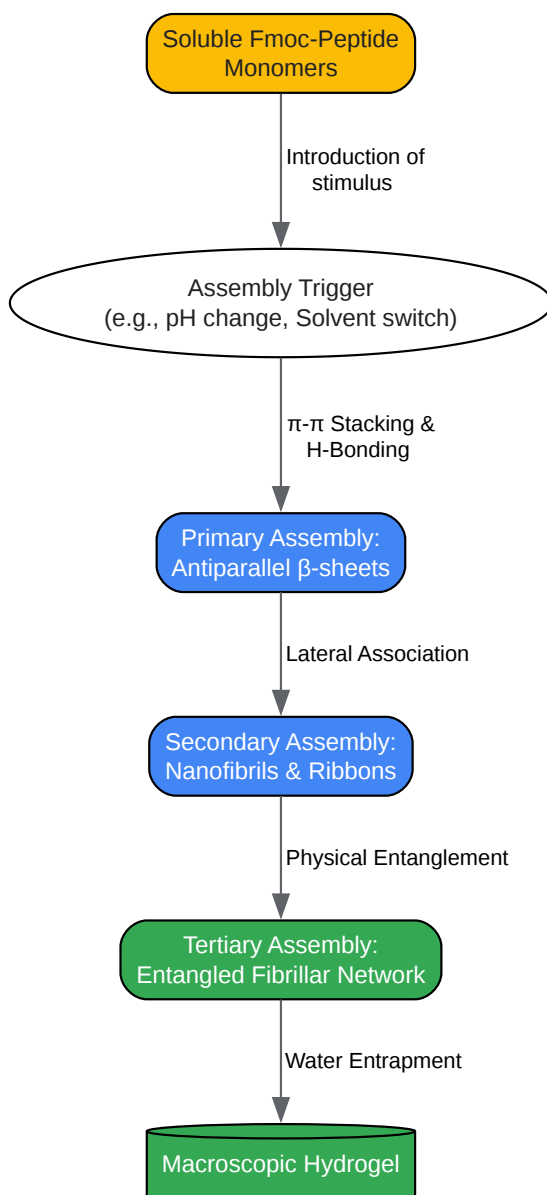 Soluble Fmoc-Peptide
Monomers
Introduction of
stimulus
Assembly Trigger
(e.g., pH change, Solvent switch)
π-π Stacking &
H-Bonding
Primary Assembly:
Antiparallel β-sheets
Lateral Association
Secondary Assembly:
Nanofibrils & Ribbons
Physical Entanglement
Tertiary Assembly:
Entangled Fibrillar Network
Water Entrapment
Macroscopic Hydrogel